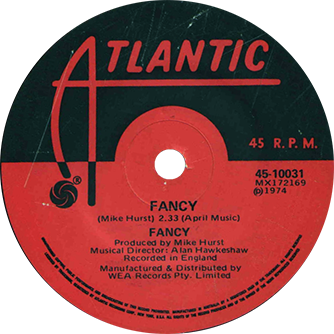 ATLANTIC
45 R.P.M.
45-10031
MX172169
℗1974
FANCY
(Mike Hurst) 2.33 (April Music)
FANCY
Produced by Mike Hurst
Musical Director: Alan Hawkeshaw
Recorded in England
Manufactured & Distributed by
WEA Records Pty. Limited